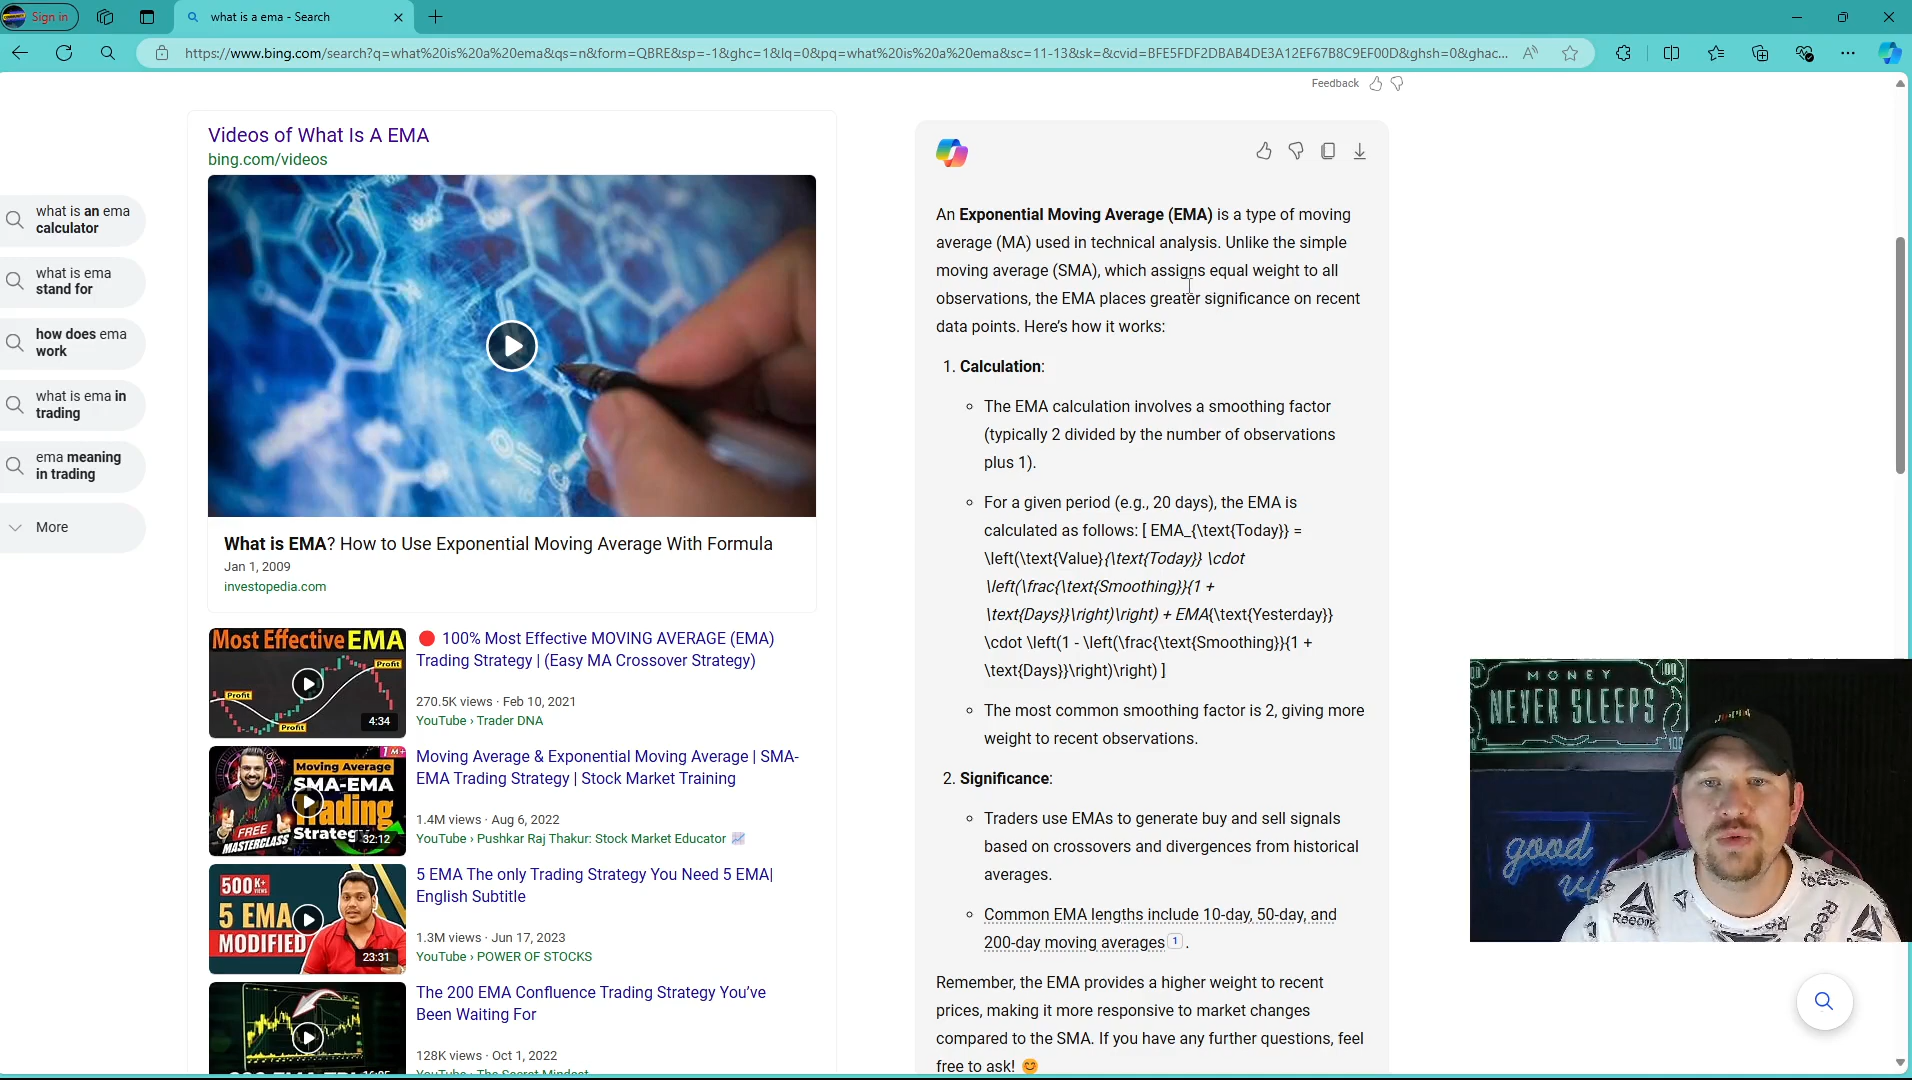 Sign in
what is a ema - Search
https://www.bing.com/search?q=what%20is%20a%20ema&qs=n&form=QBRE&sp=-1&ghc=1&lq=0&pq=what%20is%20a%20ema&sc=11-13&sk=&cvid=BFE5FDF2DBAB4DE3A12EF67B8C9EF00D&ghsh=0&ghac...
Feedback
what is an ema
calculator
what is ema
stand for
how does ema
work
what is ema in
trading
ema meaning
in trading
More
Videos of What Is A EMA
bing.com/videos
What is EMA? How to Use Exponential Moving Average With Formula
Jan 1, 2009
investopedia.com
Most Effective EMA
Profit
Profit
Profit
4:34
🔴 100% Most Effective MOVING AVERAGE (EMA)
Trading Strategy | (Easy MA Crossover Strategy)
270.5K views · Feb 10, 2021
YouTube › Trader DNA
1 M+
Moving Average
SMA-EMA
Trading
Strategy
FREE
MASTERCLASS
32:12
Moving Average & Exponential Moving Average | SMA-
EMA Trading Strategy | Stock Market Training
1.4M views · Aug 6, 2022
YouTube › Pushkar Raj Thakur: Stock Market Educator 📈
500K+
5 EMA
MODIFIED
23:31
5 EMA The only Trading Strategy You Need 5 EMA|
English Subtitle
1.3M views · Jun 17, 2023
YouTube › POWER OF STOCKS
The 200 EMA Confluence Trading Strategy You've
Been Waiting For
128K views · Oct 1, 2022
YouTube › The Secret Mindset
An Exponential Moving Average (EMA) is a type of moving
average (MA) used in technical analysis. Unlike the simple
moving average (SMA), which assigns equal weight to all
observations, the EMA places greater significance on recent
data points. Here's how it works:
1. Calculation:
The EMA calculation involves a smoothing factor
(typically 2 divided by the number of observations
plus 1).
For a given period (e.g., 20 days), the EMA is
calculated as follows: [ EMA_{\text{Today}} =
\left(\text{Value}{\text{Today}} \cdot
\left(\frac{\text{Smoothing}}{1 +
\text{Days}}\right)\right) + EMA{\text{Yesterday}}
\cdot \left(1 - \left(\frac{\text{Smoothing}}{1 +
\text{Days}}\right)\right) ]
The most common smoothing factor is 2, giving more
weight to recent observations.
2. Significance:
Traders use EMAs to generate buy and sell signals
based on crossovers and divergences from historical
averages.
Common EMA lengths include 10-day, 50-day, and
200-day moving averages 1 .
Remember, the EMA provides a higher weight to recent
prices, making it more responsive to market changes
compared to the SMA. If you have any further questions, feel
free to ask! 😊
MONEY
NEVER SLEEPS
100
good
Reebok